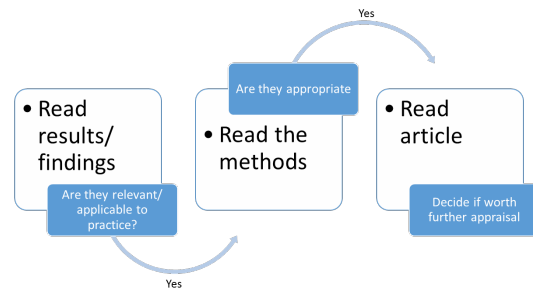 • Read
results/
findings
Are they relevant/
applicable to
practice?
Yes
Are they appropriate
• Read the
methods
Yes
• Read
article
Decide if worth
further appraisal